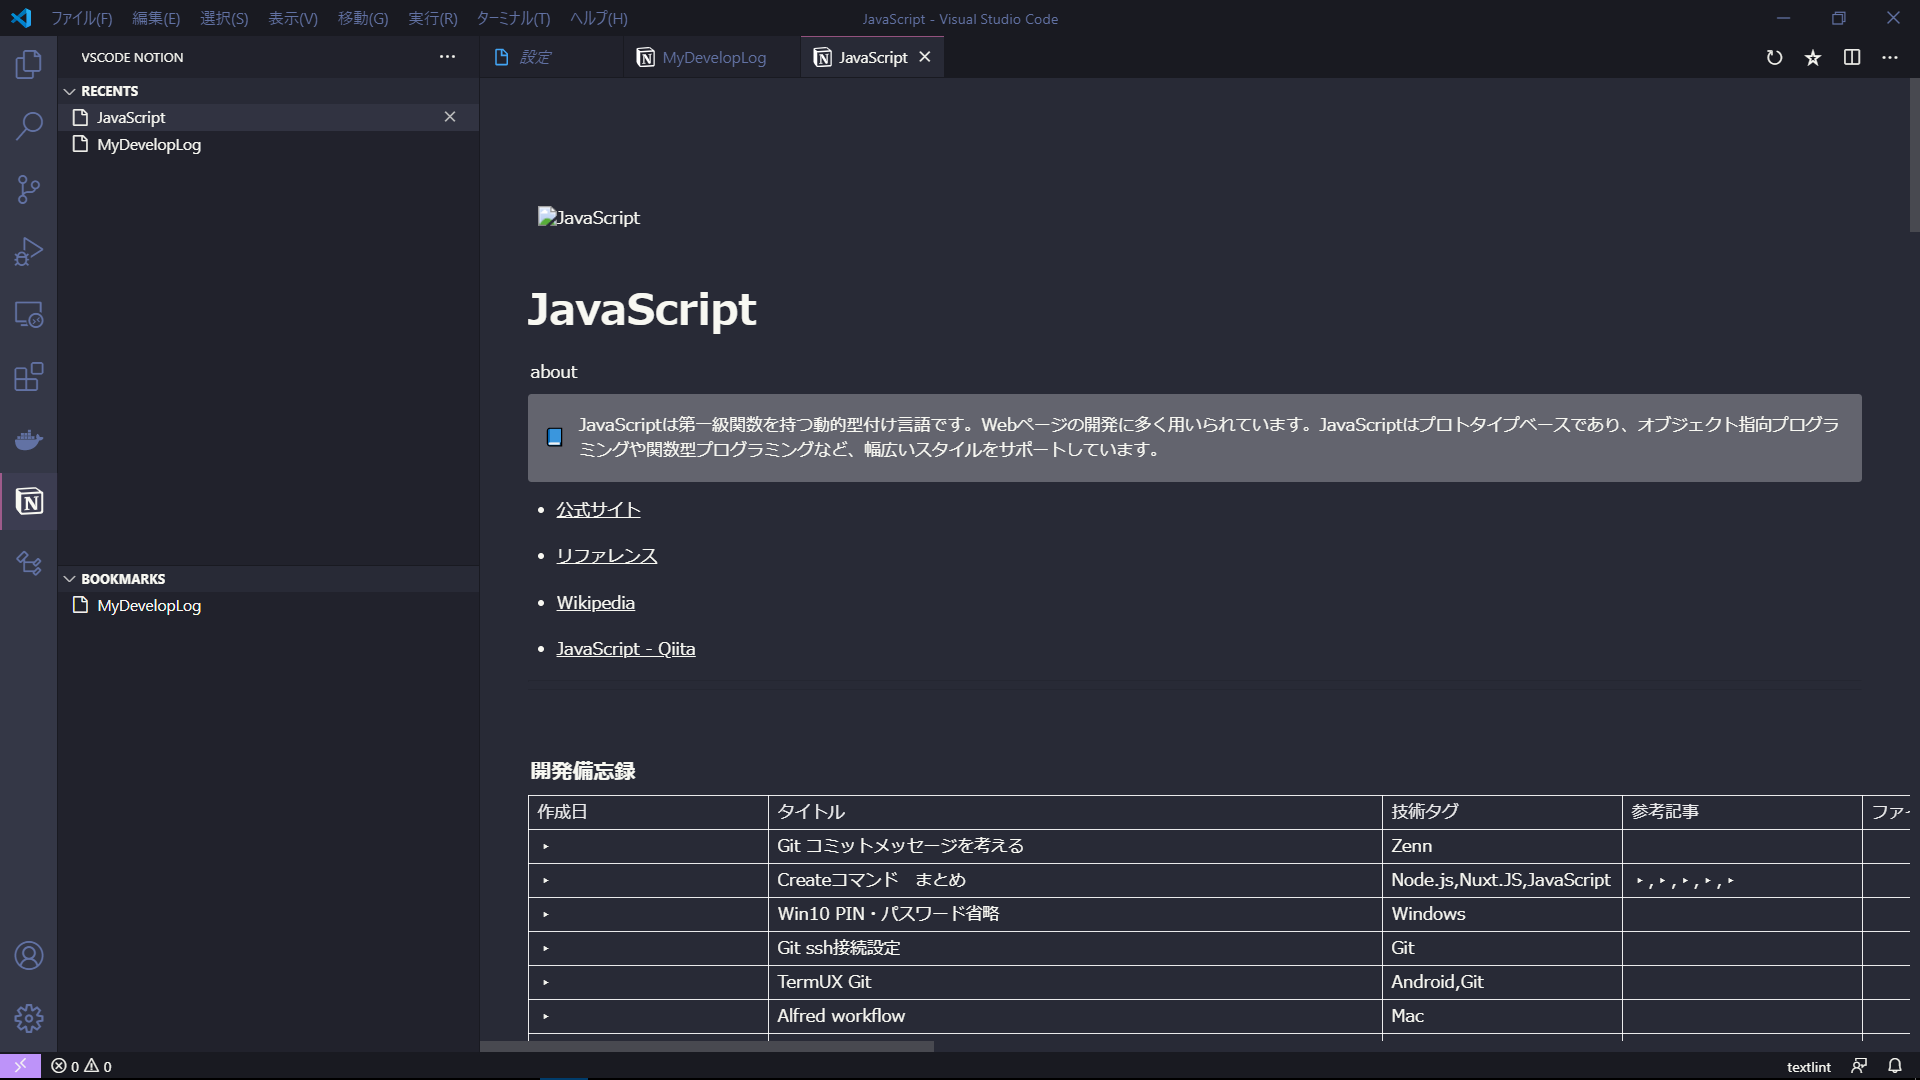 ファイル(F) 編集(E) 選択(S) 表示(V) 移動(G) 実行(R) ターミナル(T) ヘルプ(H)
JavaScript - Visual Studio Code
VSCODE NOTION
設定
MyDevelopLog
JavaScript
RECENTS
JavaScript
MyDevelopLog
BOOKMARKS
MyDevelopLog
JavaScript
JavaScript
about
JavaScriptは第一級関数を持つ動的型付け言語です。Webページの開発に多く用いられています。JavaScriptはプロトタイプベースであり、オブジェクト指向プログラ
ミングや関数型プログラミングなど、幅広いスタイルをサポートしています。
• 公式サイト
• リファレンス
• Wikipedia
• JavaScript - Qiita
開発備忘録
作成日 タイトル 技術タグ 参考記事 ファ
‣ Git コミットメッセージを考える Zenn
‣ Createコマンド　まとめ Node.js,Nuxt.JS,JavaScript ‣,‣,‣,‣,‣
‣ Win10 PIN・パスワード省略 Windows
‣ Git ssh接続設定 Git
‣ TermUX Git Android,Git
‣ Alfred workflow Mac
0 0
textlint